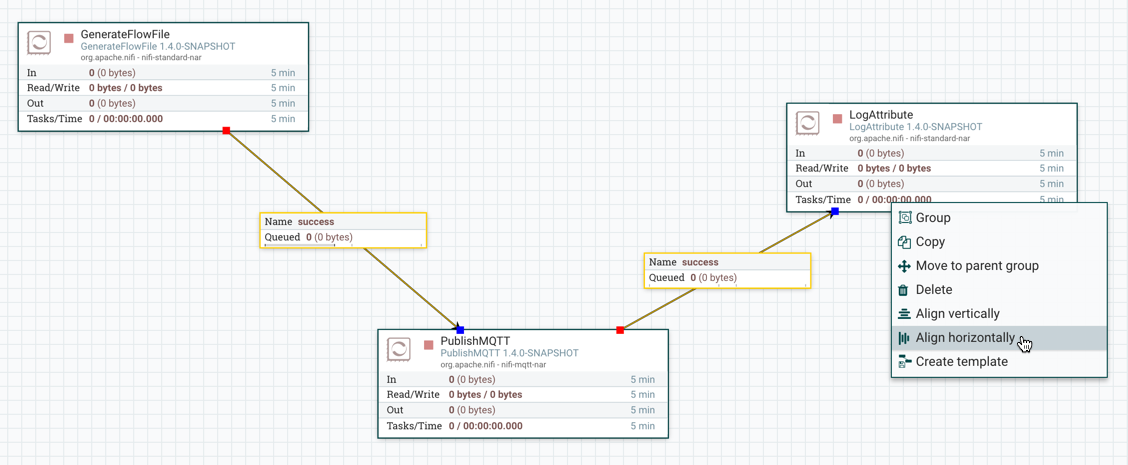 GenerateFlowFile
GenerateFlowFile 1.4.0-SNAPSHOT
org.apache.nifi - nifi-standard-nar
In 0 (0 bytes) 5 min
Read/Write 0 bytes / 0 bytes 5 min
Out 0 (0 bytes) 5 min
Tasks/Time 0 / 00:00:00.000 5 min
LogAttribute
LogAttribute 1.4.0-SNAPSHOT
org.apache.nifi - nifi-standard-nar
In 0 (0 bytes) 5 min
Read/Write 0 bytes / 0 bytes 5 min
Out 0 (0 bytes) 5 min
Tasks/Time 0 / 00:00:00.000 5 min
Name success
Queued 0 (0 bytes)
Name success
Queued 0 (0 bytes)
Group
Copy
Move to parent group
Delete
Align vertically
Align horizontally
Create template
PublishMQTT
PublishMQTT 1.4.0-SNAPSHOT
org.apache.nifi - nifi-mqtt-nar
In 0 (0 bytes) 5 min
Read/Write 0 bytes / 0 bytes 5 min
Out 0 (0 bytes) 5 min
Tasks/Time 0 / 00:00:00.000 5 min